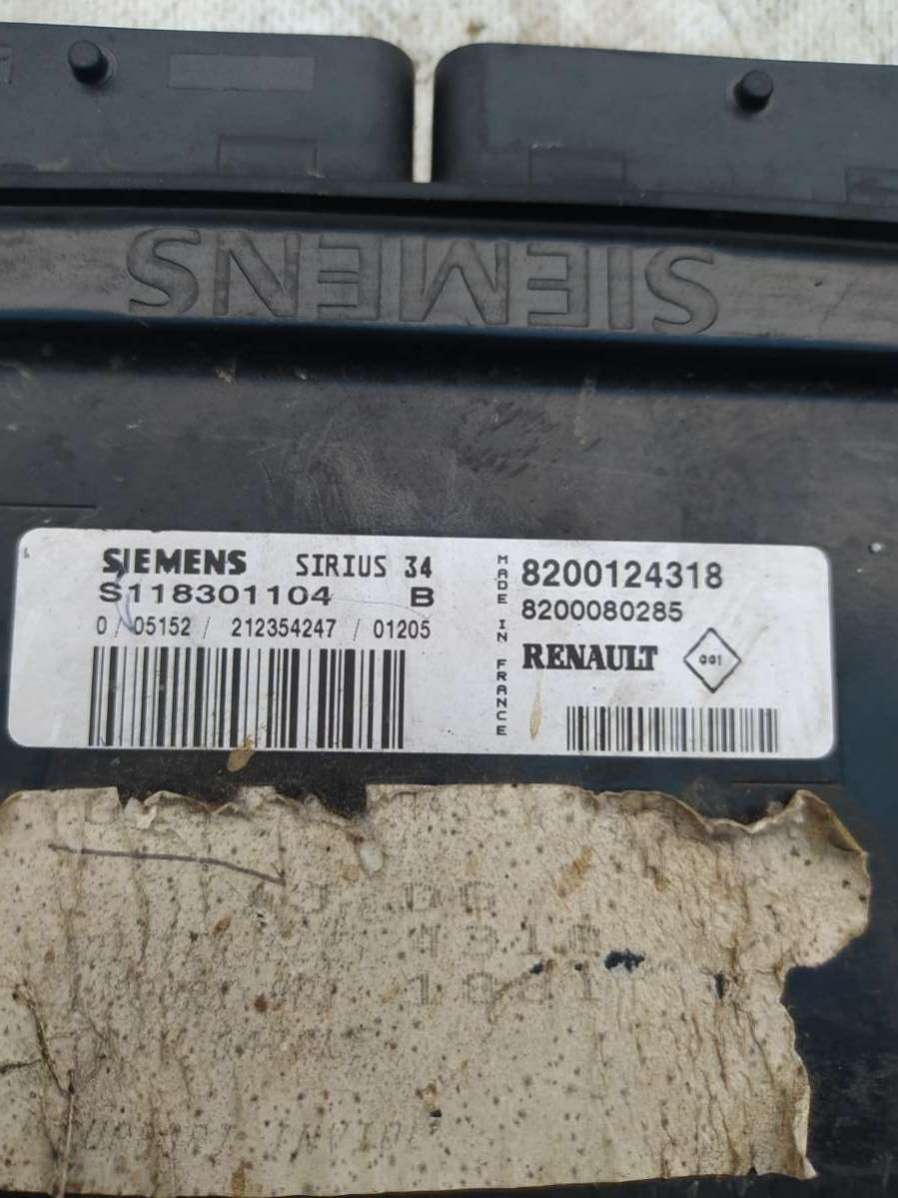 SIEMENS
SIEMENS SIRIUS 34
S118301104 B
0 / 05152 / 212354247 / 01205
MADE IN FRANCE
8200124318
8200080285
RENAULT 001